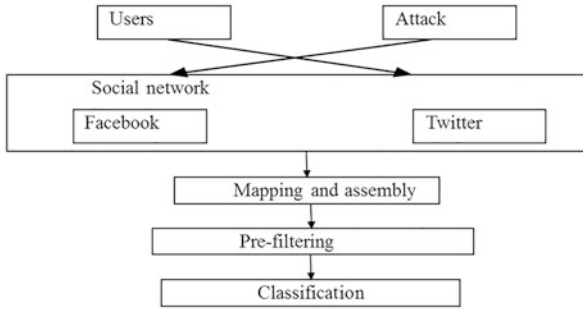 Users
Attack
Social network
Facebook
Twitter
Mapping and assembly
Pre-filtering
Classification